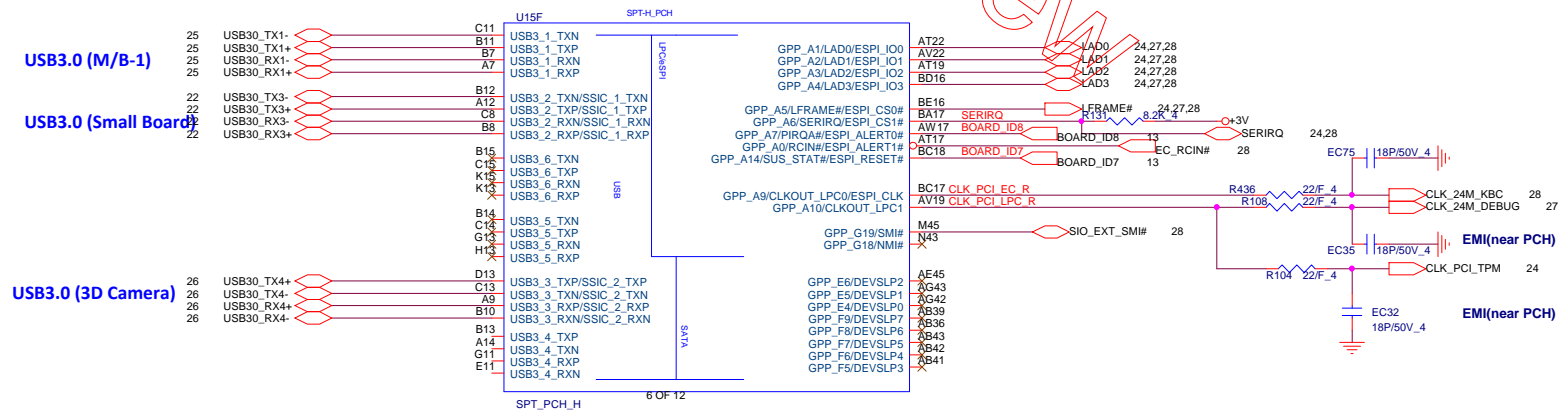 U15F
SPT-H_PCH
USB3.0 (M/B-1)
25 USB30_TX1- C11 USB3_1_TXN
25 USB30_TX1+ B11 USB3_1_TXP
25 USB30_RX1- B7 USB3_1_RXN
25 USB30_RX1+ A7 USB3_1_RXP
USB3.0 (Small Board)
22 USB30_TX3- B12 USB3_2_TXN/SSIC_1_TXN
22 USB30_TX3+ A12 USB3_2_TXP/SSIC_1_TXP
22 USB30_RX3- C8 USB3_2_RXN/SSIC_1_RXN
22 USB30_RX3+ B8 USB3_2_RXP/SSIC_1_RXP
B15 USB3_6_TXN
C15 USB3_6_TXP
K15 USB3_6_RXN
K13 USB3_6_RXP
B14 USB3_5_TXN
C14 USB3_5_TXP
G13 USB3_5_RXN
H13 USB3_5_RXP
USB3.0 (3D Camera)
26 USB30_TX4+ D13 USB3_3_TXP/SSIC_2_TXP
26 USB30_TX4- C13 USB3_3_TXN/SSIC_2_TXN
26 USB30_RX4+ A9 USB3_3_RXP/SSIC_2_RXP
26 USB30_RX4- B10 USB3_3_RXN/SSIC_2_RXN
B13 USB3_4_TXP
A14 USB3_4_TXN
G11 USB3_4_RXP
E11 USB3_4_RXN
LPC/eSPI
USB
SATA
GPP_A1/LAD0/ESPI_IO0 AT22 LAD0 24,27,28
GPP_A2/LAD1/ESPI_IO1 AV22 LAD1 24,27,28
GPP_A3/LAD2/ESPI_IO2 AT19 LAD2 24,27,28
GPP_A4/LAD3/ESPI_IO3 BD16 LAD3 24,27,28
GPP_A5/LFRAME#/ESPI_CS0# BE16 LFRAME# 24,27,28
GPP_A6/SERIRQ/ESPI_CS1# BA17 SERIRQ R131 8.2K_4 +3V
SERIRQ 24,28
GPP_A7/PIRQA#/ESPI_ALERT0# AW17 BOARD_ID8 BOARD_ID8 13
GPP_A0/RCIN#/ESPI_ALERT1# AT17 EC_RCIN# 28
GPP_A14/SUS_STAT#/ESPI_RESET# BC18 BOARD_ID7 BOARD_ID7 13
EC75 18P/50V_4
GPP_A9/CLKOUT_LPC0/ESPI_CLK BC17 CLK_PCI_EC_R R436 22/F_4 CLK_24M_KBC 28
GPP_A10/CLKOUT_LPC1 AV19 CLK_PCI_LPC_R R108 22/F_4 CLK_24M_DEBUG 27
GPP_G19/SMI# M45 SIO_EXT_SMI# 28
GPP_G18/NMI# N43
EC35 18P/50V_4 EMI(near PCH)
R104 22/F_4 CLK_PCI_TPM 24
GPP_E6/DEVSLP2 AE45
GPP_E5/DEVSLP1 AG43
GPP_E4/DEVSLP0 AG42
GPP_F9/DEVSLP7 AB39
GPP_F8/DEVSLP6 AB36
GPP_F7/DEVSLP5 AB43
GPP_F6/DEVSLP4 AB42
GPP_F5/DEVSLP3 AB41
EC32 EMI(near PCH)
18P/50V_4
6 OF 12
SPT_PCH_H